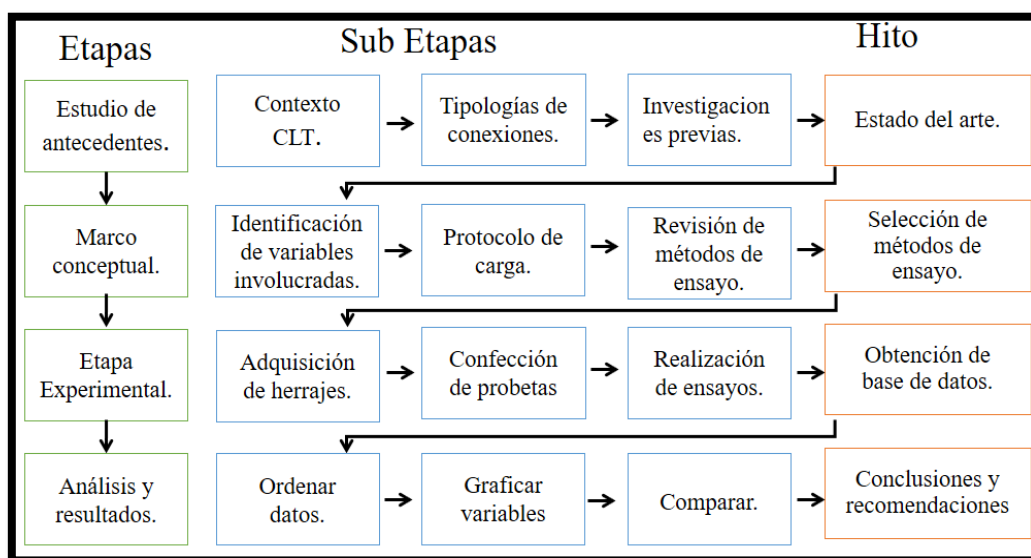 Etapas
Sub Etapas
Hito
Estudio de
antecedentes.
Contexto
CLT.
Tipologías de
conexiones.
Investigacion
es previas.
Estado del arte.
Marco
conceptual.
Identificación
de variables
involucradas.
Protocolo de
carga.
Revisión de
métodos de
ensayo.
Selección de
métodos de
ensayo.
Etapa
Experimental.
Adquisición
de herrajes.
Confección
de probetas
Realización
de ensayos.
Obtención de
base de datos.
Análisis y
resultados.
Ordenar
datos.
Graficar
variables
Comparar.
Conclusiones y
recomendaciones